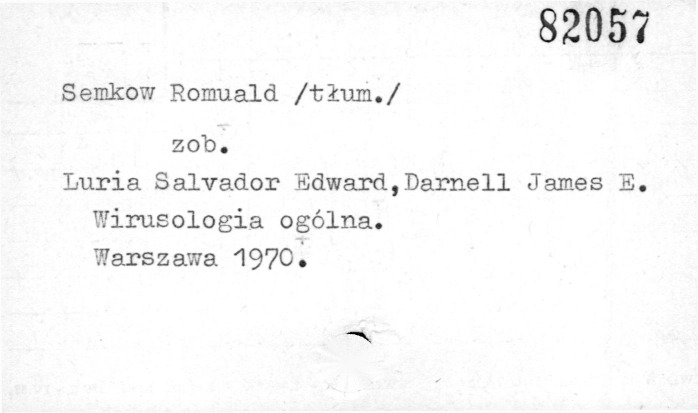 82057
Semkow Romuald /tłum./
zob.
Luria Salvador Edward,Darnell James E.
Wirusologia ogólna.
Warszawa 1970.